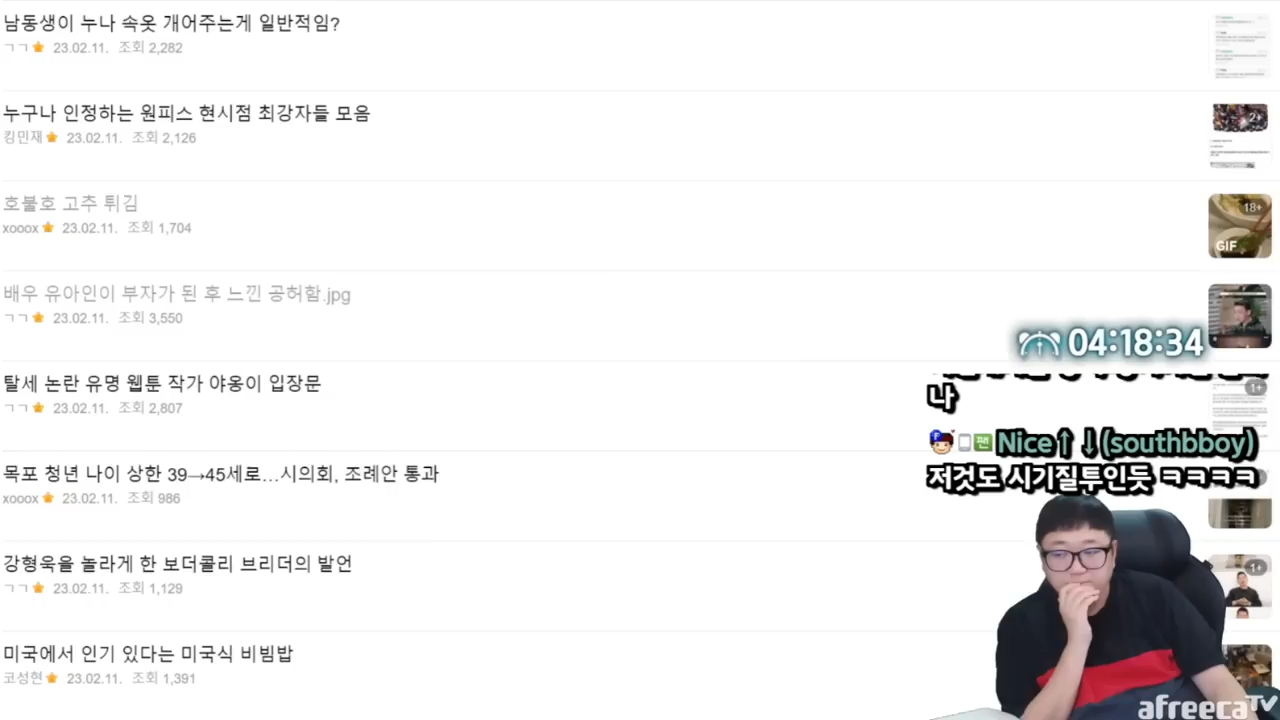 남동생이 누나 속옷 개어주는게 일반적임?
ㄱㄱ 23.02.11. 조회 2,282
누구나 인정하는 원피스 현시점 최강자들 모음
킹민재 23.02.11. 조회 2,126
2+
호불호 고추 튀김
xooox 23.02.11. 조회 1,704
18+
GIF
배우 유아인이 부자가 된 후 느낀 공허함.jpg
ㄱㄱ 23.02.11. 조회 3,550
04:18:34
탈세 논란 유명 웹툰 작가 야옹이 입장문
ㄱㄱ 23.02.11. 조회 2,807
1+
나
팬 Nice↑↓(southbboy)
저것도 시기질투인듯 ㅋㅋㅋㅋ
목포 청년 나이 상한 39→45세로…시의회, 조례안 통과
xooox 23.02.11. 조회 986
강형욱을 놀라게 한 보더콜리 브리더의 발언
ㄱㄱ 23.02.11. 조회 1,129
1+
미국에서 인기 있다는 미국식 비빔밥
코성현 23.02.11. 조회 1,391
afreecaTV